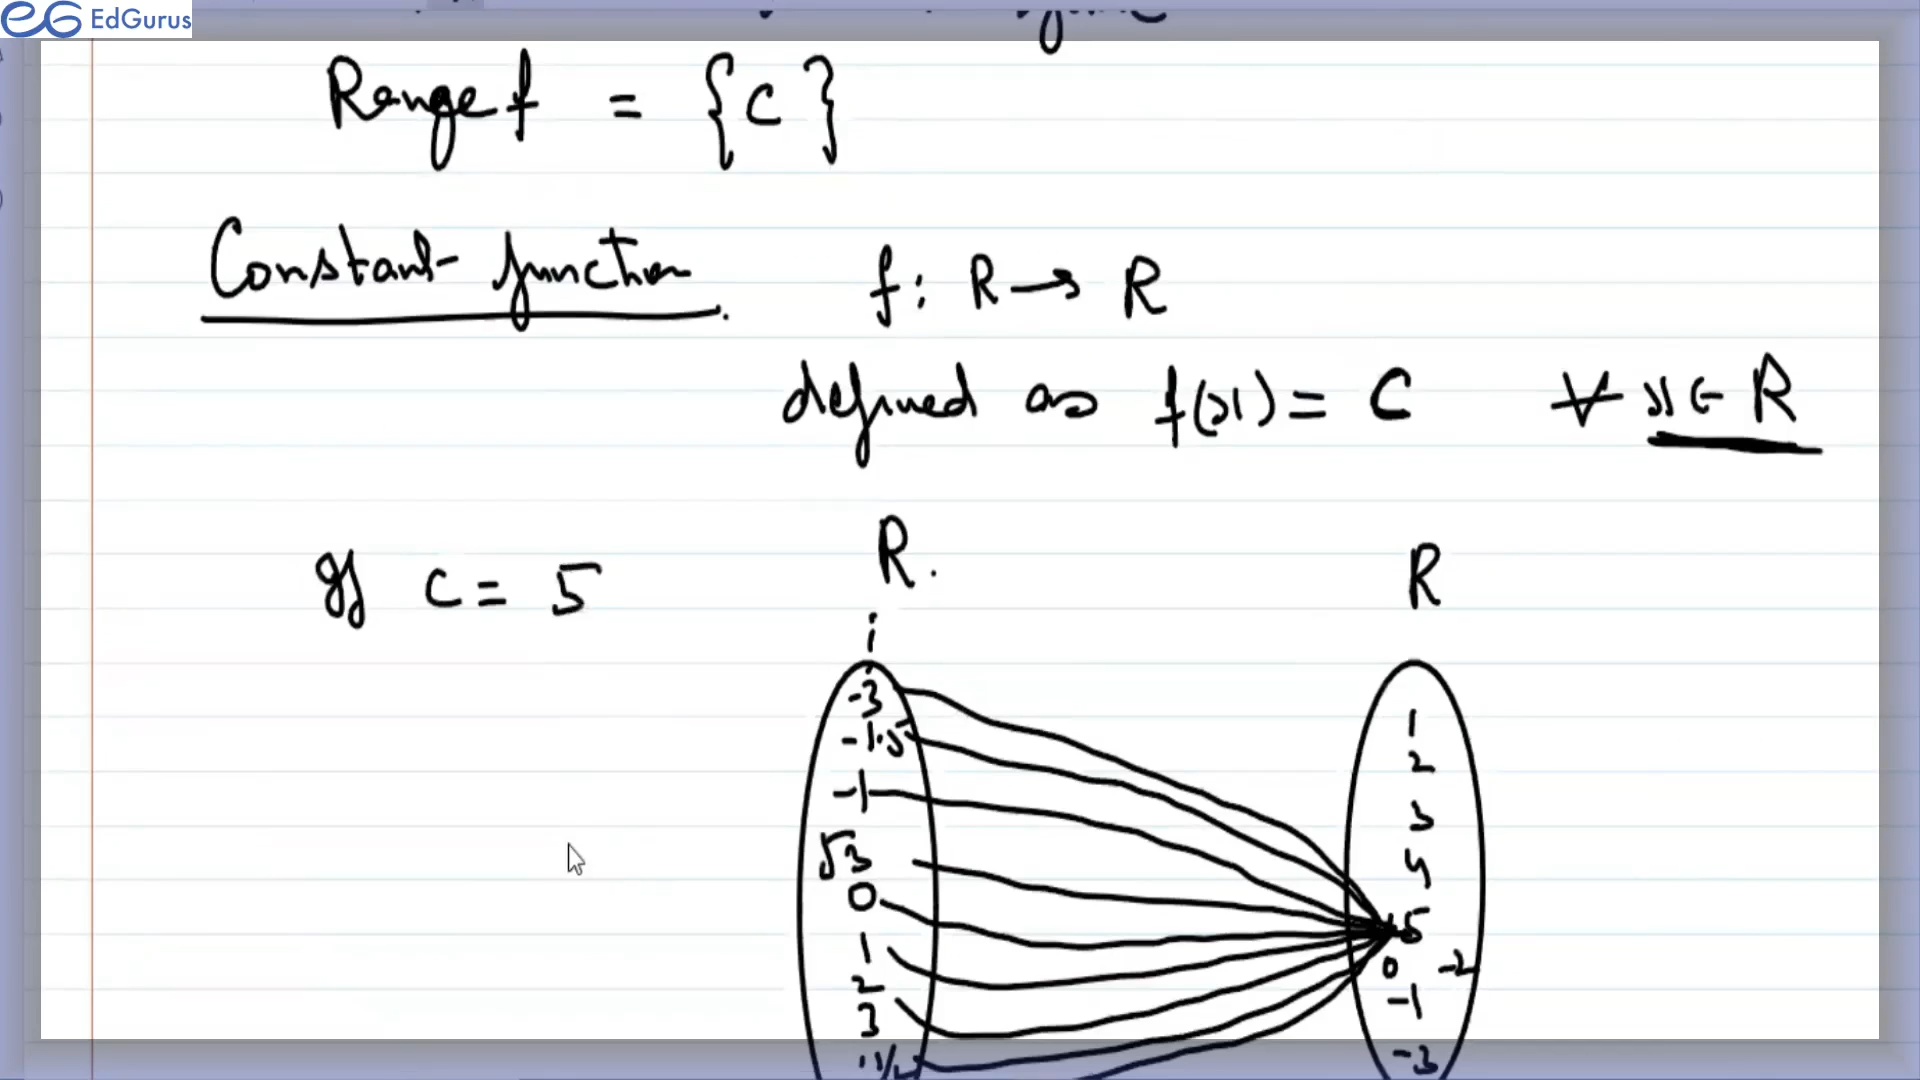 EdGurus
Range f = {C}
Constant function. f: R → R
defined as f(x) = C ∀ x ∈ R
If C = 5
R. R
-3
-1.5
-1
√3
0
1
2
3
1
2
3
4
5
0 -2
-1
-3